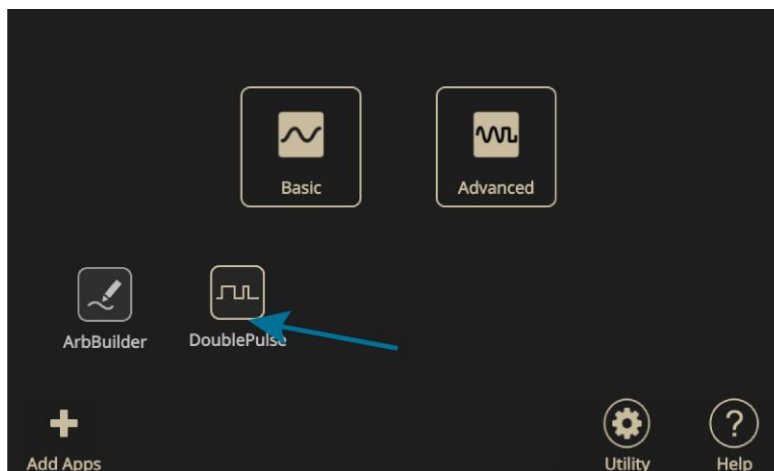 Basic
Advanced
ArbBuilder
DoublePulse
Add Apps
Utility
Help